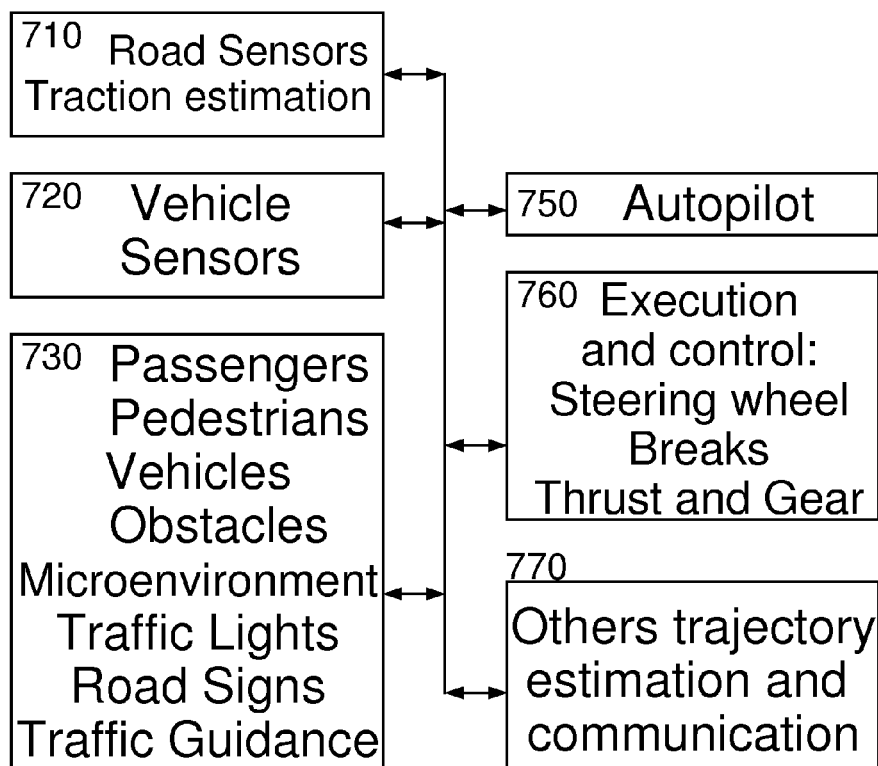 710
Road Sensors
Traction estimation
720
Vehicle
Sensors
730
Passengers
Pedestrians
Vehicles
Obstacles
Microenvironment
Traffic Lights
Road Signs
Traffic Guidance
750
Autopilot
760
Execution
and control:
Steering wheel
Breaks
Thrust and Gear
770
Others trajectory
estimation and
communication